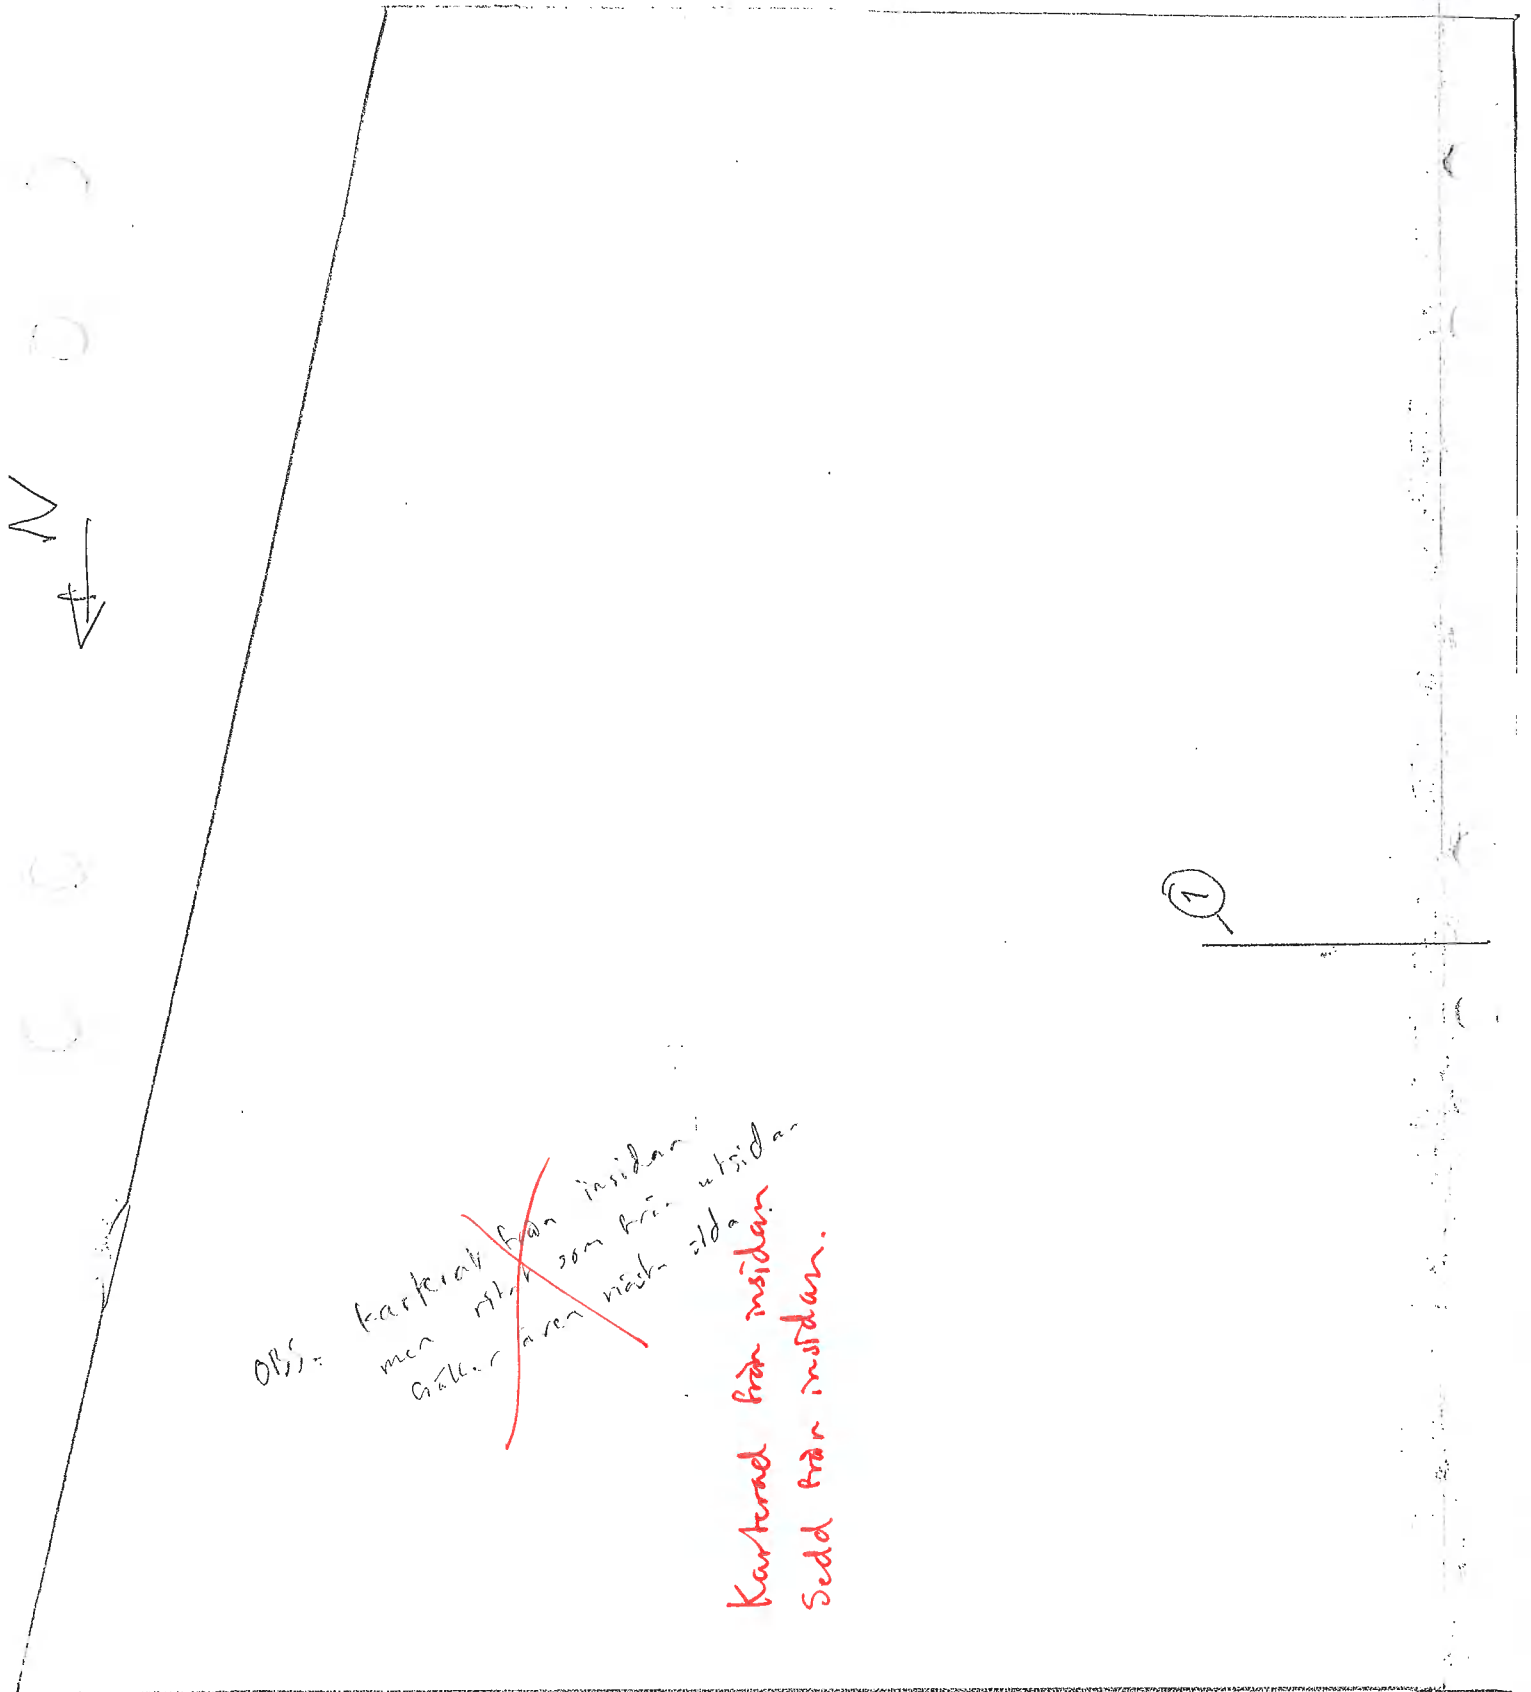 N
1
OBS. karterat från insidan
men ritat som från utsidan
Gäller även nästa sida.
Karterad från insidan
Sedd från insidan.